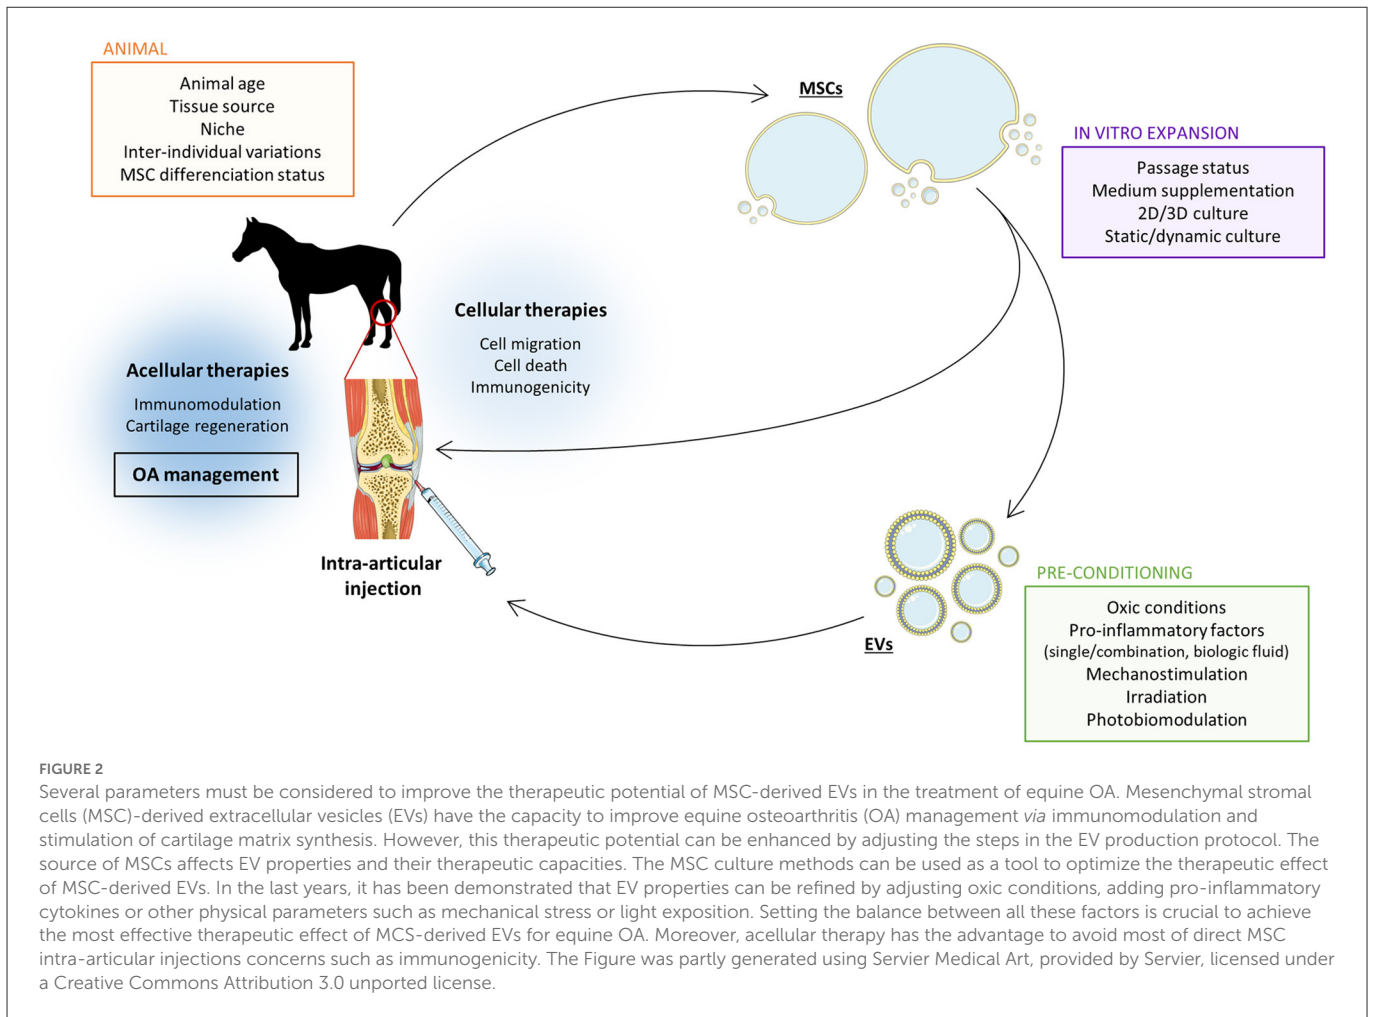 ANIMAL
Animal age
Tissue source
Niche
Inter-individual variations
MSC differenciation status
MSCs
IN VITRO EXPANSION
Passage status
Medium supplementation
2D/3D culture
Static/dynamic culture
Cellular therapies
Cell migration
Cell death
Immunogenicity
Acellular therapies
Immunomodulation
Cartilage regeneration
OA management
Intra-articular
injection
EVs
PRE-CONDITIONING
Oxic conditions
Pro-inflammatory factors
(single/combination, biologic fluid)
Mechanostimulation
Irradiation
Photobiomodulation
FIGURE 2
Several parameters must be considered to improve the therapeutic potential of MSC-derived EVs in the treatment of equine OA. Mesenchymal stromal
cells (MSC)-derived extracellular vesicles (EVs) have the capacity to improve equine osteoarthritis (OA) management via immunomodulation and
stimulation of cartilage matrix synthesis. However, this therapeutic potential can be enhanced by adjusting the steps in the EV production protocol. The
source of MSCs affects EV properties and their therapeutic capacities. The MSC culture methods can be used as a tool to optimize the therapeutic effect
of MSC-derived EVs. In the last years, it has been demonstrated that EV properties can be refined by adjusting oxic conditions, adding pro-inflammatory
cytokines or other physical parameters such as mechanical stress or light exposition. Setting the balance between all these factors is crucial to achieve
the most effective therapeutic effect of MCS-derived EVs for equine OA. Moreover, acellular therapy has the advantage to avoid most of direct MSC
intra-articular injections concerns such as immunogenicity. The Figure was partly generated using Servier Medical Art, provided by Servier, licensed under
a Creative Commons Attribution 3.0 unported license.